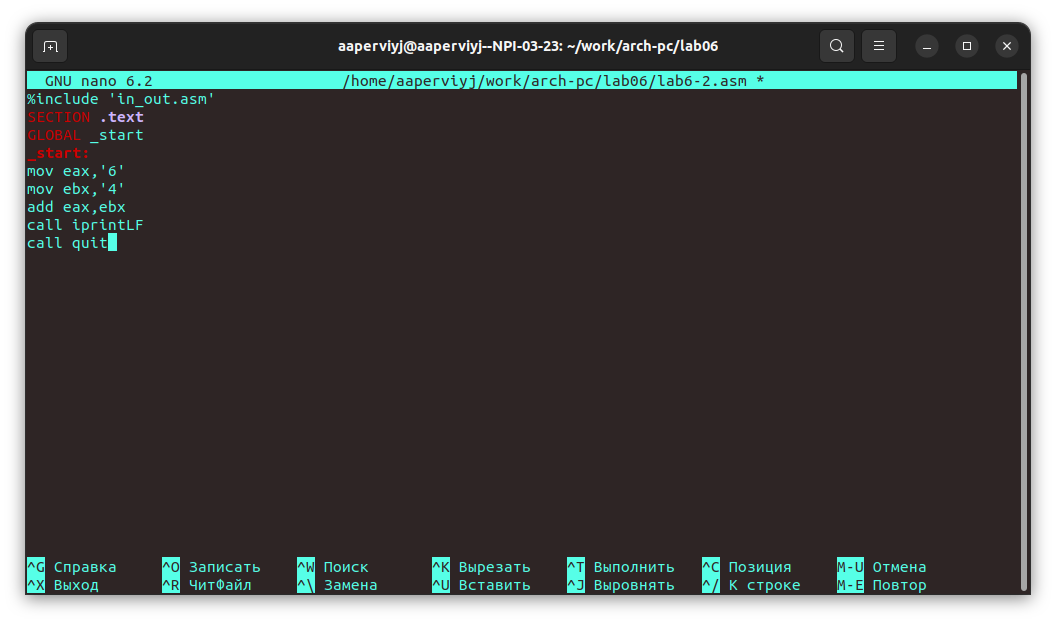 aaperviyj@aaperviyj--NPI-03-23: ~/work/arch-pc/lab06
GNU nano 6.2 /home/aaperviyj/work/arch-pc/lab06/lab6-2.asm *
%include 'in_out.asm'
SECTION .text
GLOBAL _start
_start:
mov eax,'6'
mov ebx,'4'
add eax,ebx
call iprintLF
call quit
^G Справка ^O Записать ^W Поиск ^K Вырезать ^T Выполнить ^C Позиция M-U Отмена
^X Выход ^R ЧитФайл ^\ Замена ^U Вставить ^J Выровнять ^/ К строке M-E Повтор